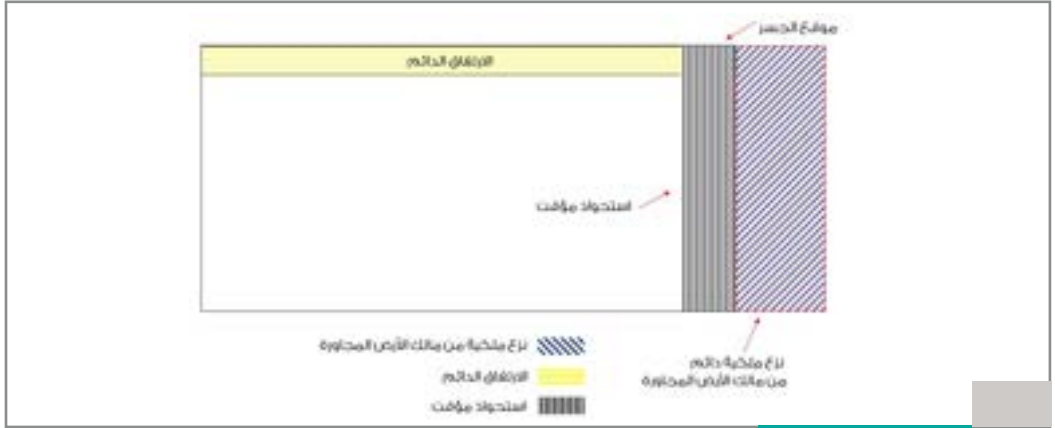 موقع الجسر
الارتفاق الدائم
استحواذ مؤقت
نزع ملكية دائم
من مالك الأرض المجاورة
نزع ملكية من مالك الأرض المجاورة
الارتفاق الدائم
استحواذ مؤقت